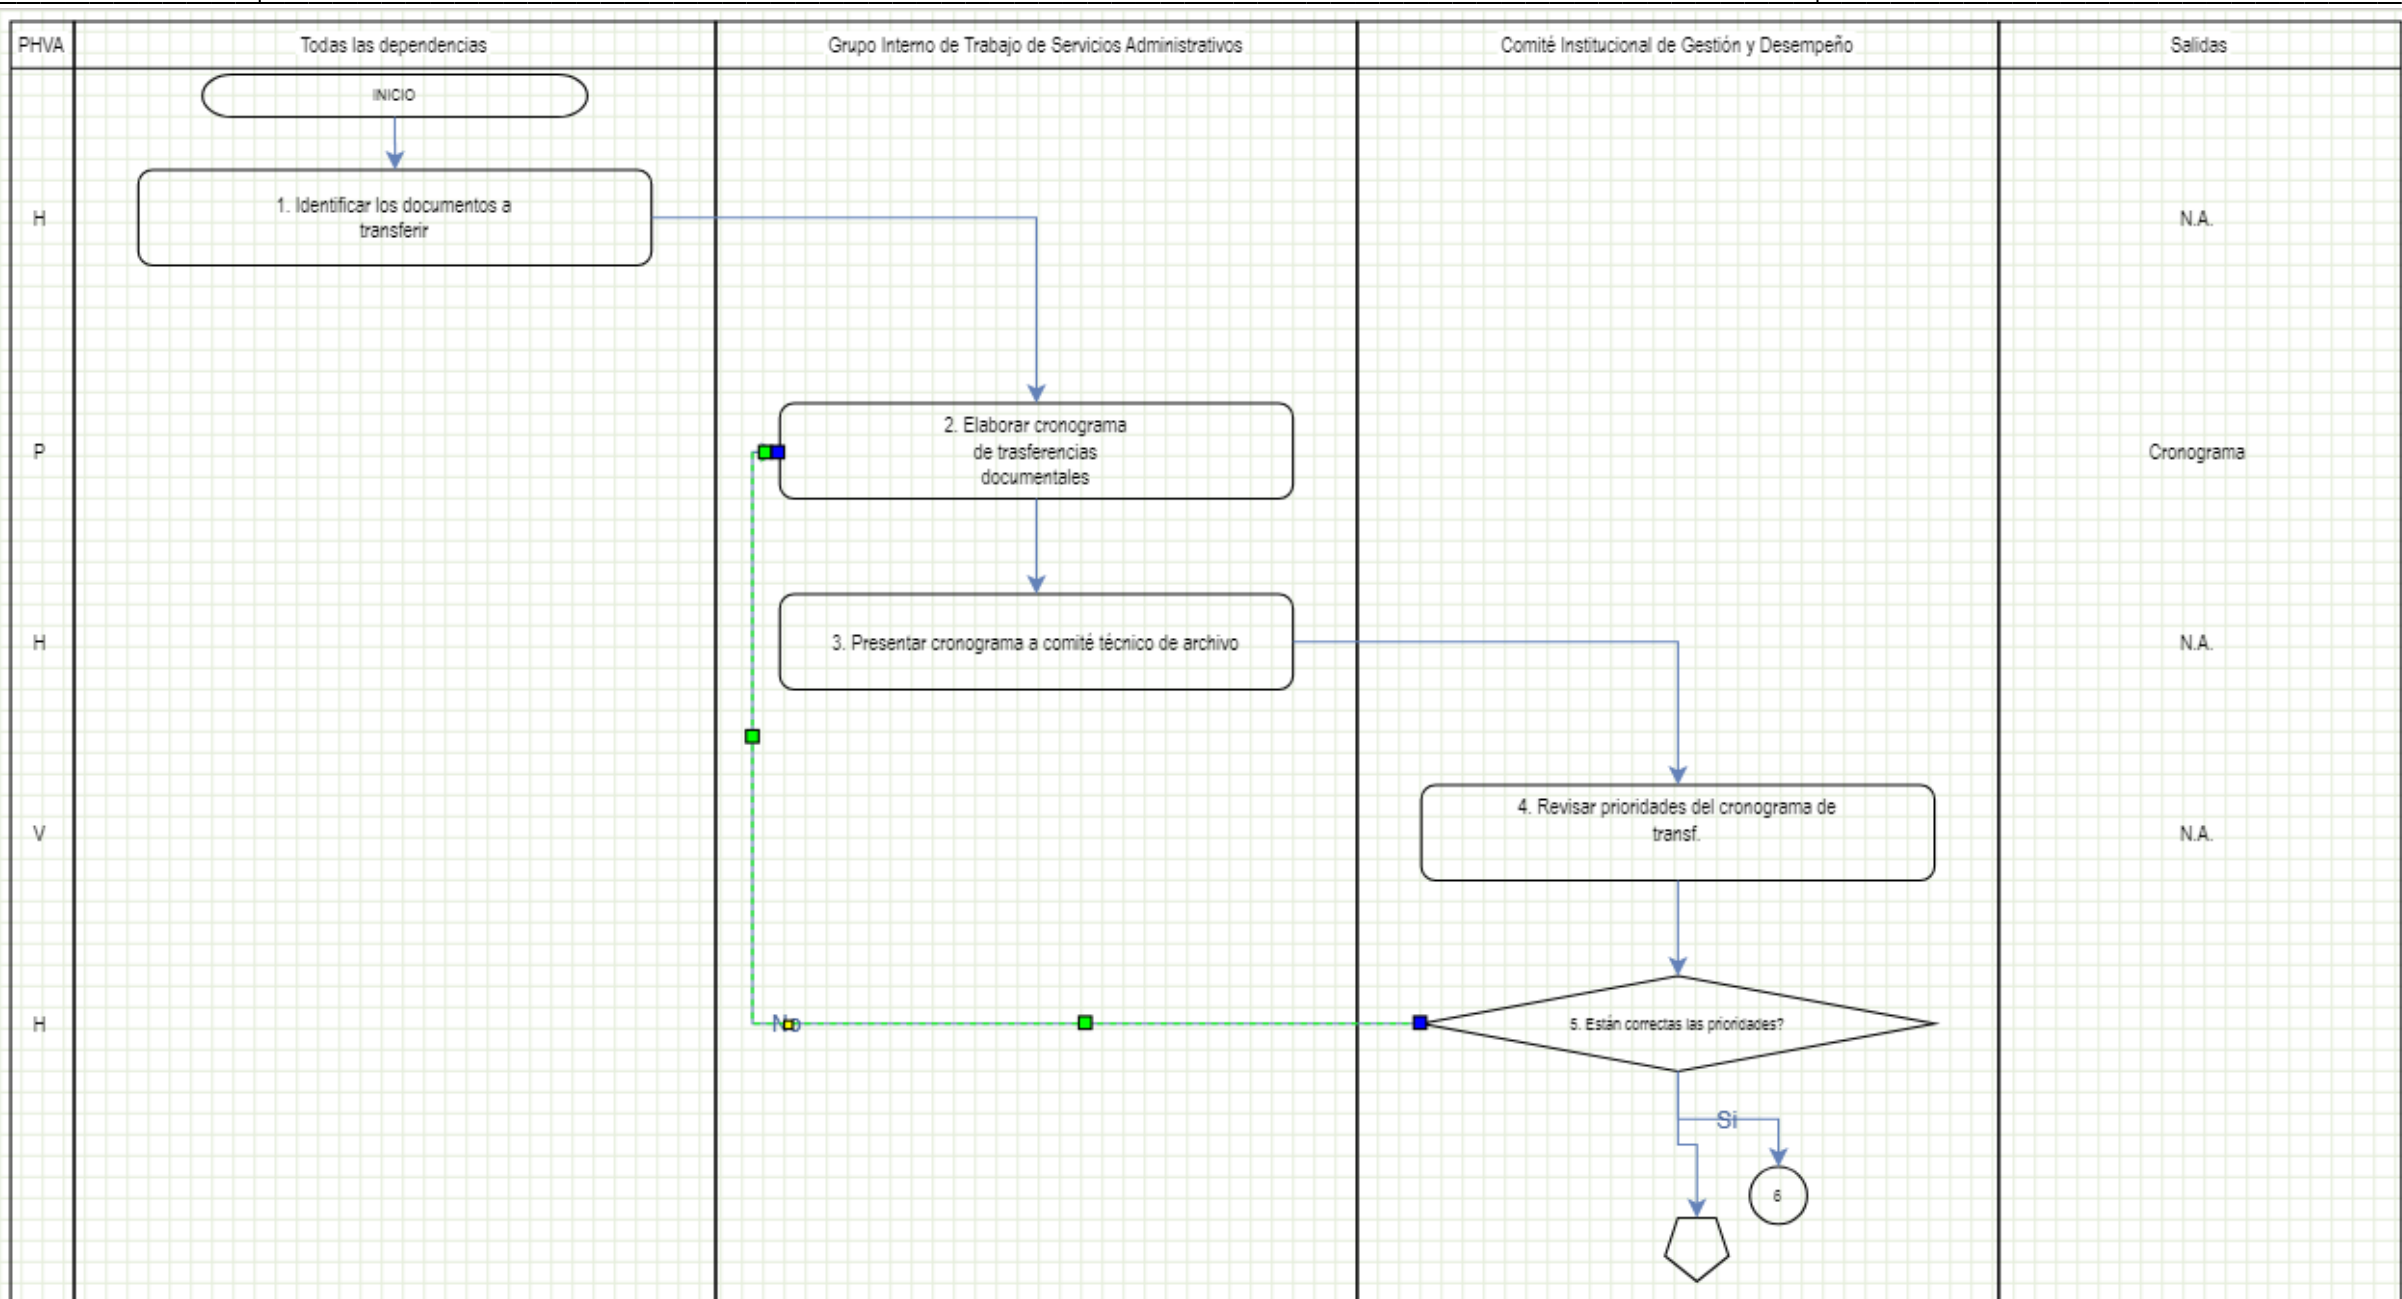 PHVA
Todas las dependencias
Grupo Interno de Trabajo de Servicios Administrativos
Comité Institucional de Gestión y Desempeño
Salidas
INICIO
H
1. Identificar los documentos a
transferir
N.A.
P
2. Elaborar cronograma
de trasferencias
documentales
Cronograma
H
3. Presentar cronograma a comité técnico de archivo
N.A.
V
4. Revisar prioridades del cronograma de
transf.
N.A.
H
No
5. Están correctas las prioridades?
Si
6